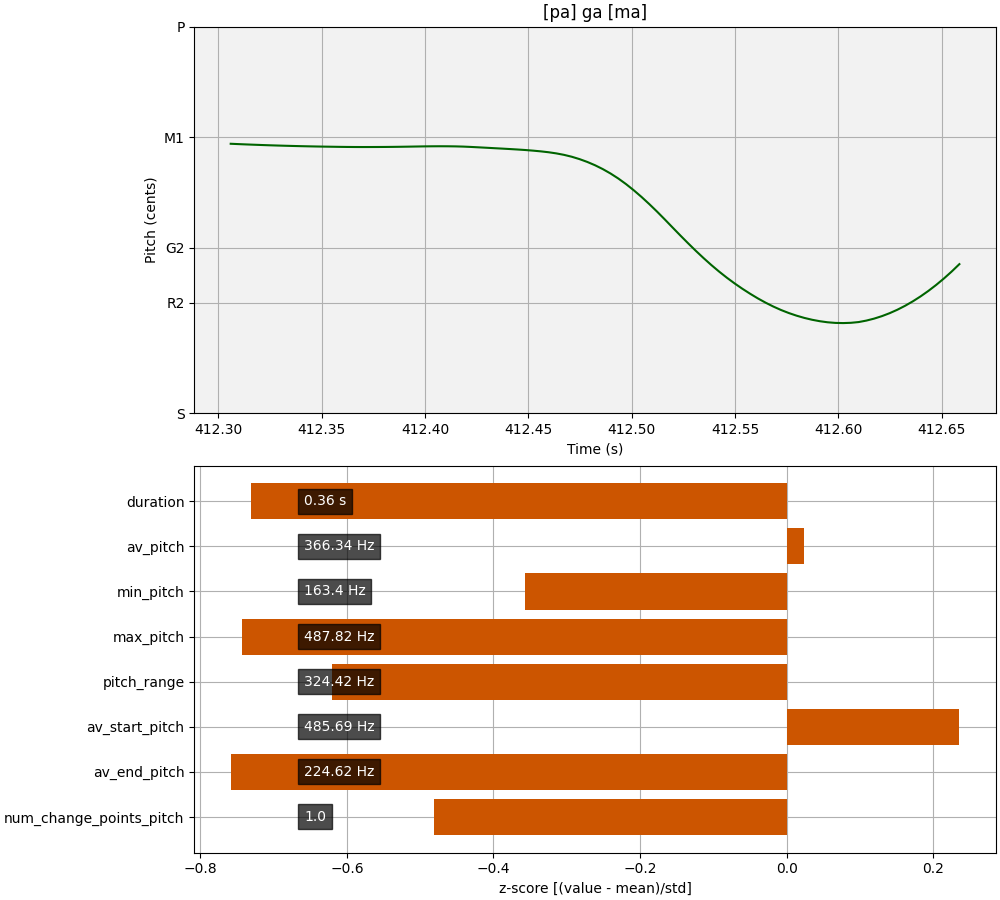 [pa] ga [ma]
P
M1
G2
R2
S
Pitch (cents)
412.30 412.35 412.40 412.45 412.50 412.55 412.60 412.65
Time (s)
duration 0.36 s
av_pitch 366.34 Hz
min_pitch 163.4 Hz
max_pitch 487.82 Hz
pitch_range 324.42 Hz
av_start_pitch 485.69 Hz
av_end_pitch 224.62 Hz
num_change_points_pitch 1.0
−0.8 −0.6 −0.4 −0.2 0.0 0.2
z-score [(value - mean)/std]